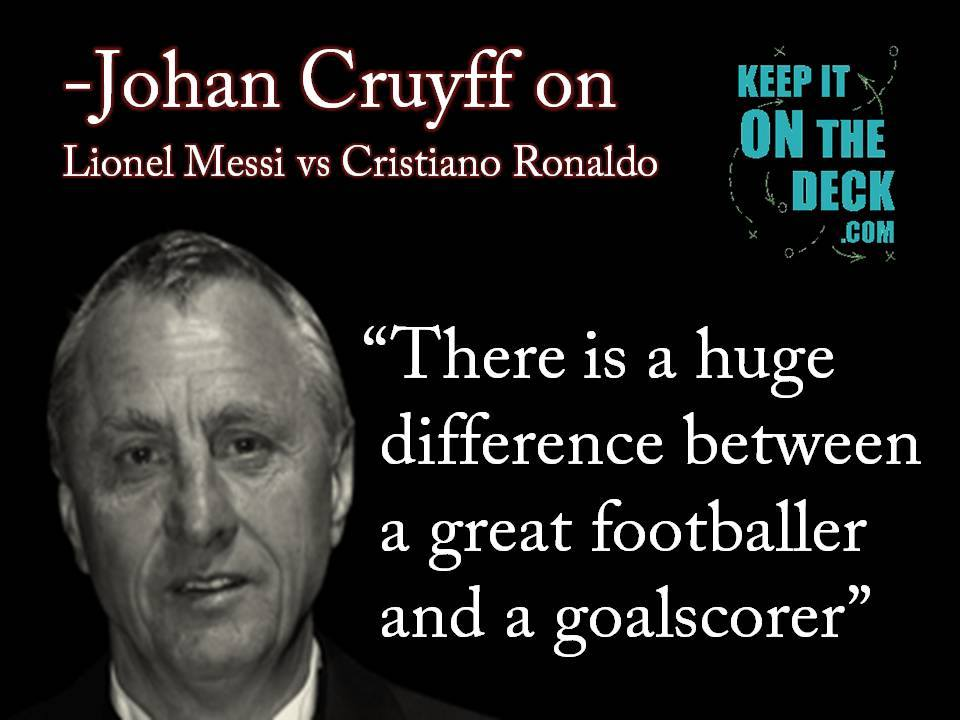 -Johan Cruyff on
Lionel Messi vs Cristiano Ronaldo
KEEP IT
ON THE
DECK
.COM
“There is a huge
difference between
a great footballer
and a goalscorer”